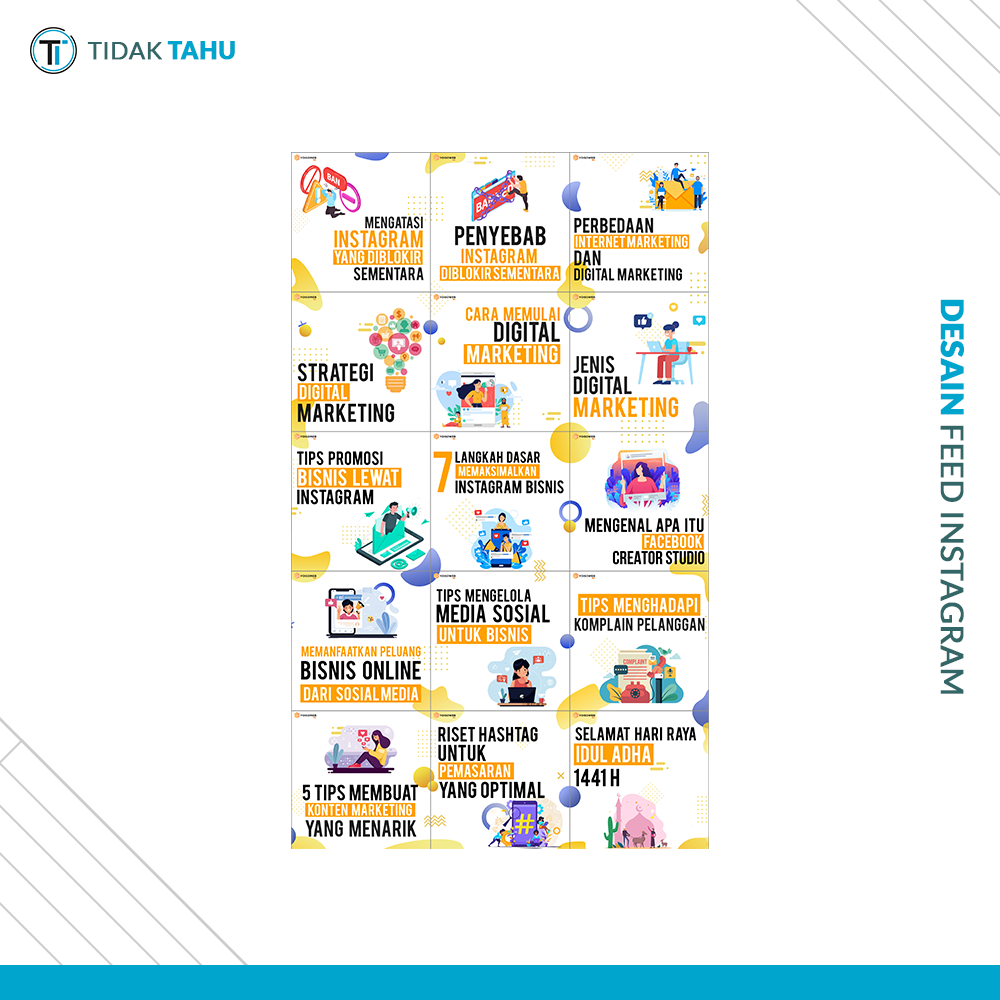 TIDAK TAHU
BAN
MENGATASI
INSTAGRAM
YANG DIBLOKIR
SEMENTARA
PENYEBAB
INSTAGRAM
DIBLOKIR SEMENTARA
PERBEDAAN
INTERNET MARKETING
DAN
DIGITAL MARKETING
STRATEGI
DIGITAL
MARKETING
CARA MEMULAI
DIGITAL
MARKETING
JENIS
DIGITAL
MARKETING
TIPS PROMOSI
BISNIS LEWAT
INSTAGRAM
7 LANGKAH DASAR
MEMAKSIMALKAN
INSTAGRAM BISNIS
MENGENAL APA ITU
FACEBOOK
CREATOR STUDIO
MEMANFAATKAN PELUANG
BISNIS ONLINE
DARI SOSIAL MEDIA
TIPS MENGELOLA
MEDIA SOSIAL
UNTUK BISNIS
TIPS MENGHADAPI
KOMPLAIN PELANGGAN
COMPLAINT
5 TIPS MEMBUAT
KONTEN MARKETING
YANG MENARIK
RISET HASHTAG
UNTUK
PEMASARAN
YANG OPTIMAL
#
SELAMAT HARI RAYA
IDUL ADHA
1441 H
DESAIN FEED INSTAGRAM